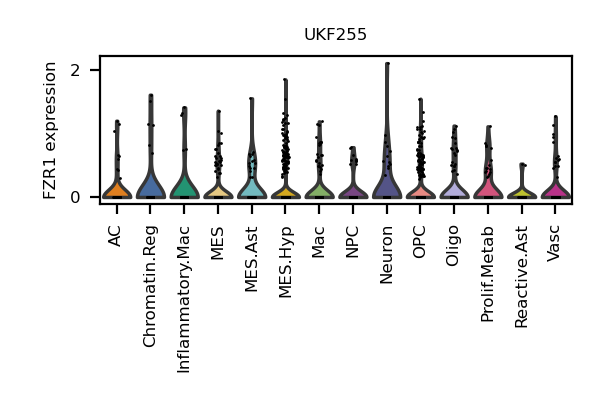 UKF255
FZR1 expression
2
0
AC
Chromatin.Reg
Inflammatory.Mac
MES
MES.Ast
MES.Hyp
Mac
NPC
Neuron
OPC
Oligo
Prolif.Metab
Reactive.Ast
Vasc